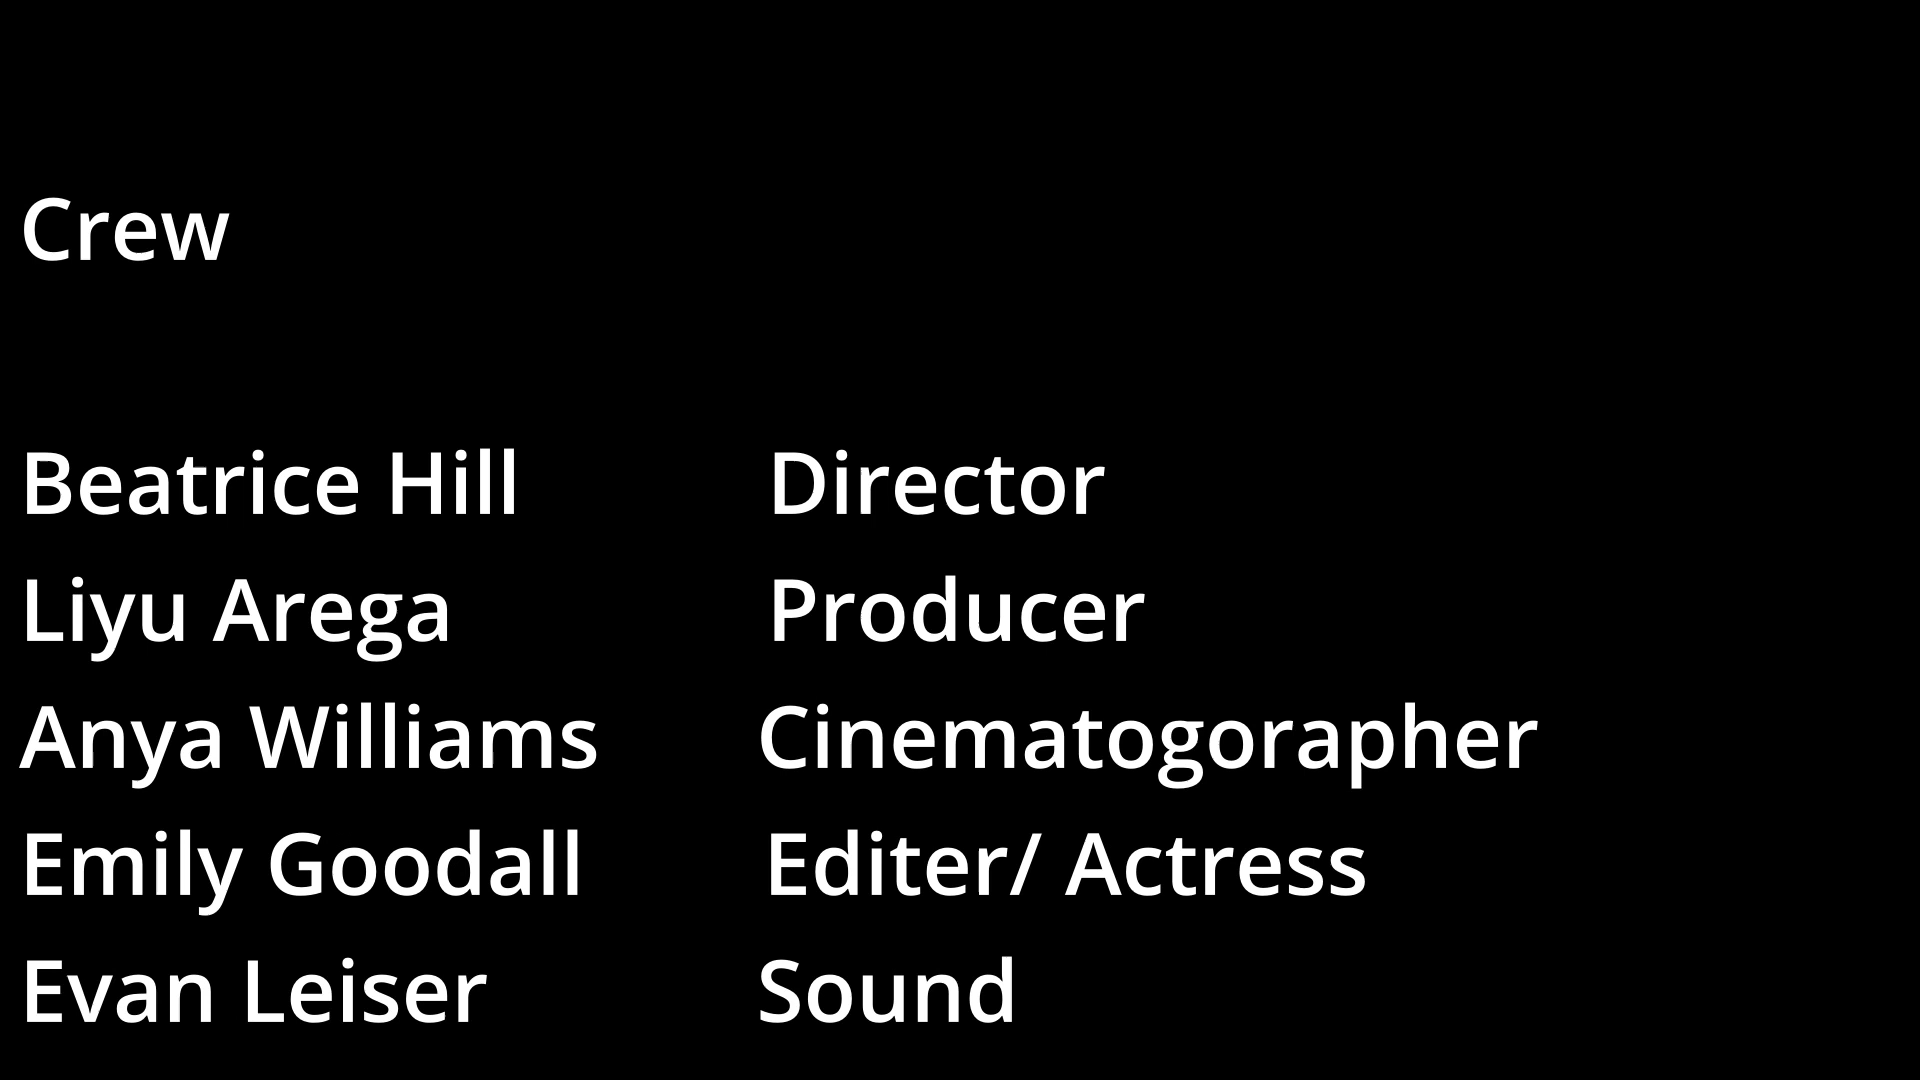 Crew
Beatrice Hill Director
Liyu Arega Producer
Anya Williams Cinematogorapher
Emily Goodall Editer/ Actress
Evan Leiser Sound